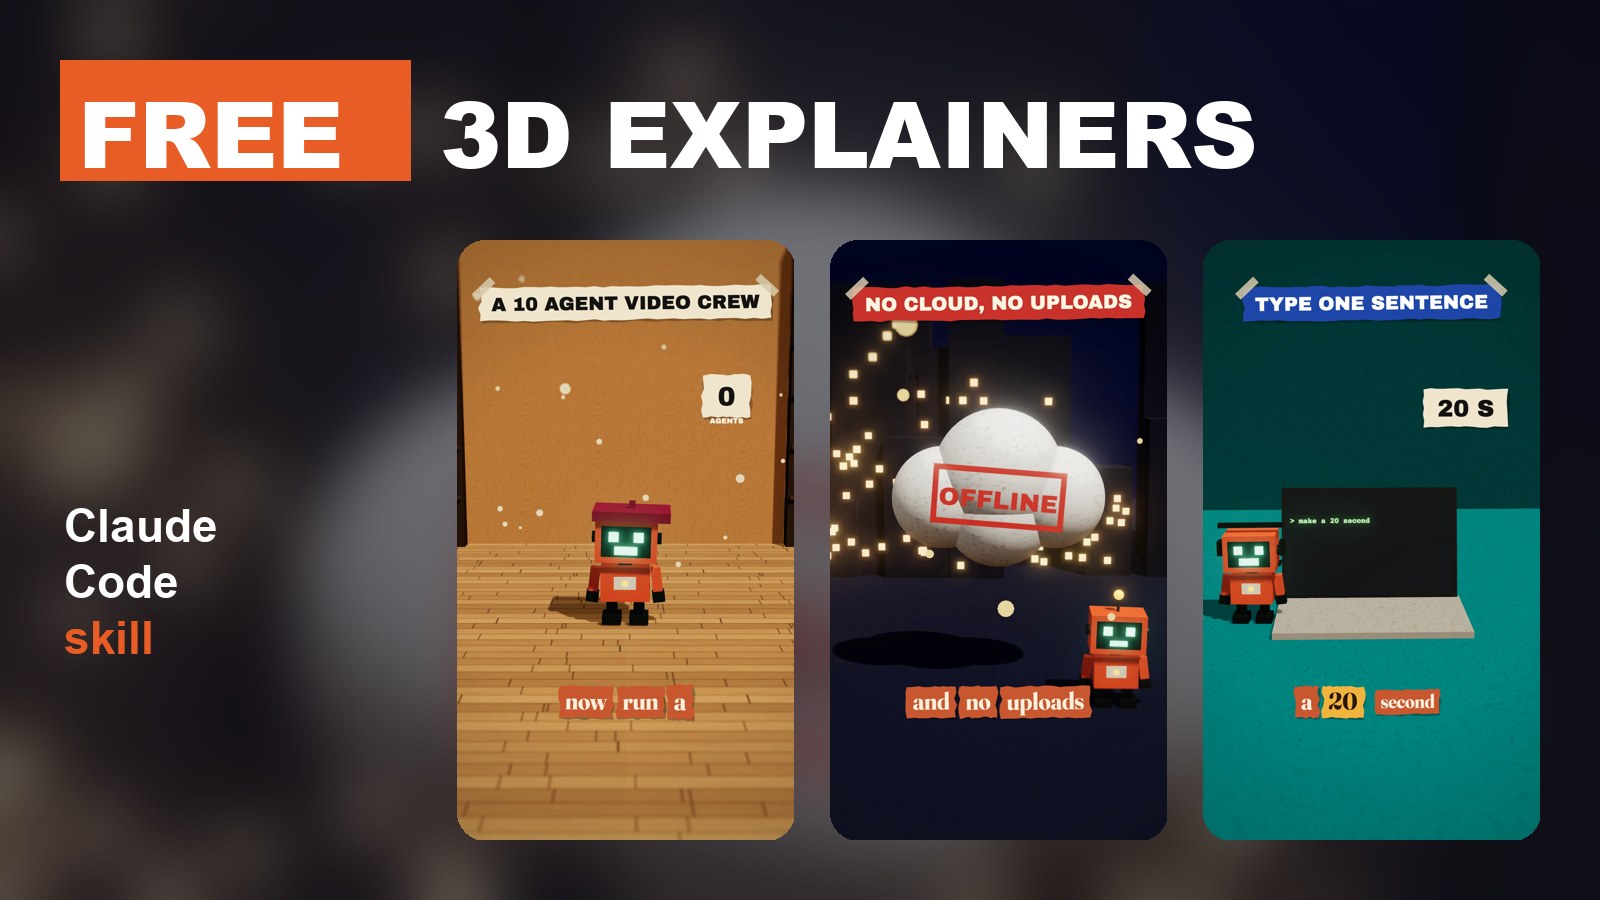 FREE 3D EXPLAINERS
Claude
Code
skill
A 10 AGENT VIDEO CREW
0
AGENTS
now run a
NO CLOUD, NO UPLOADS
OFFLINE
and no uploads
TYPE ONE SENTENCE
20 S
> make a 20 second
a 20 second